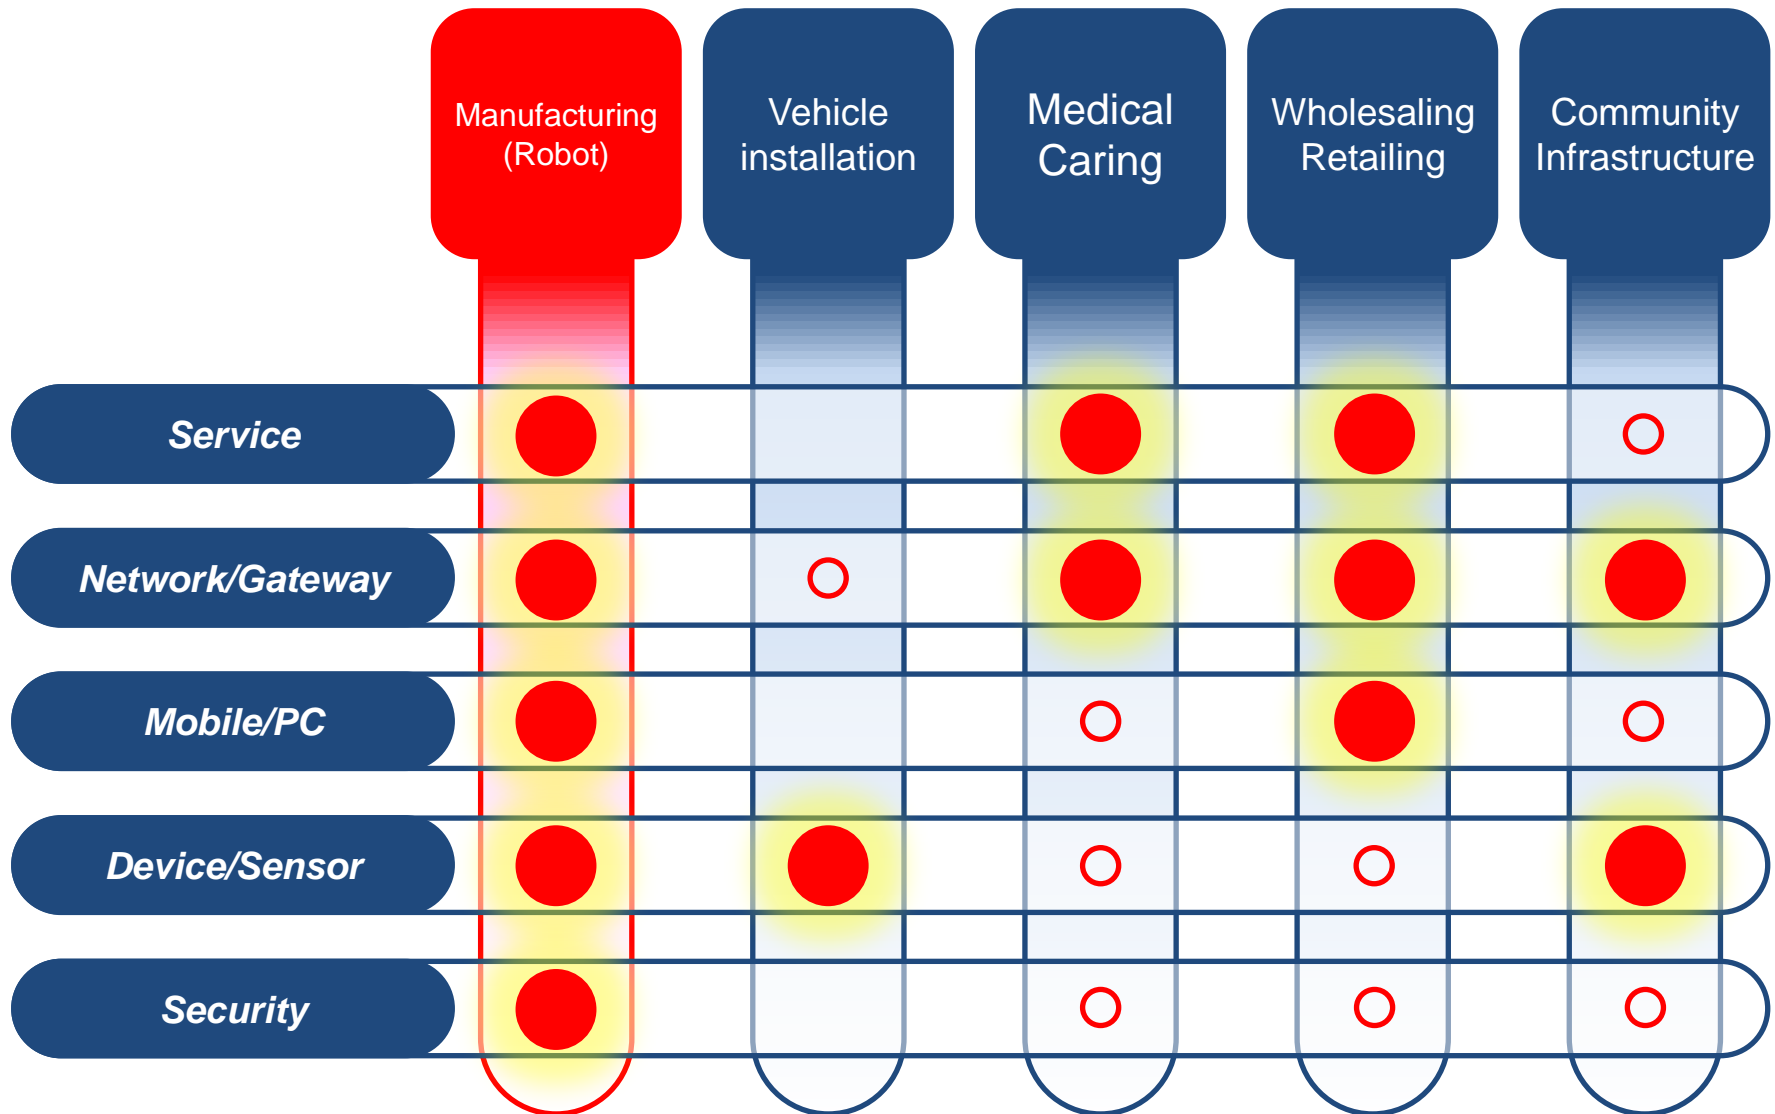 Manufacturing
(Robot)
Vehicle
installation
Medical
Caring
Wholesaling
Retailing
Community
Infrastructure
Service
Network/Gateway
Mobile/PC
Device/Sensor
Security